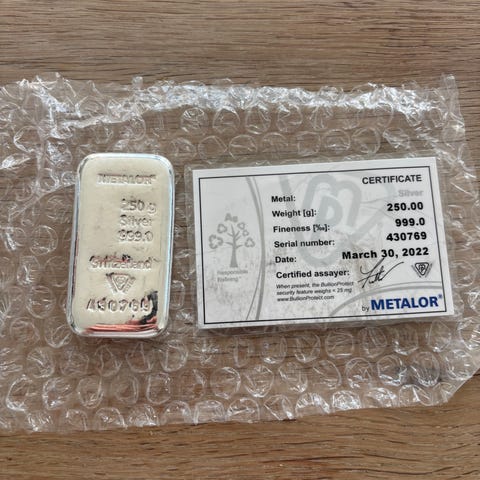 METALOR®
250 g
Silver
999.0
Switzerland
A30769
CERTIFICATE
Metal: Silver
Weight [g]: 250.00
Fineness [‰]: 999.0
Serial number: 430769
Date: March 30, 2022
Certified assayer:
Responsible
Refining
When present, the BullionProtect
security feature weighs < 25 mg
www.BullionProtect.com
by METALOR®